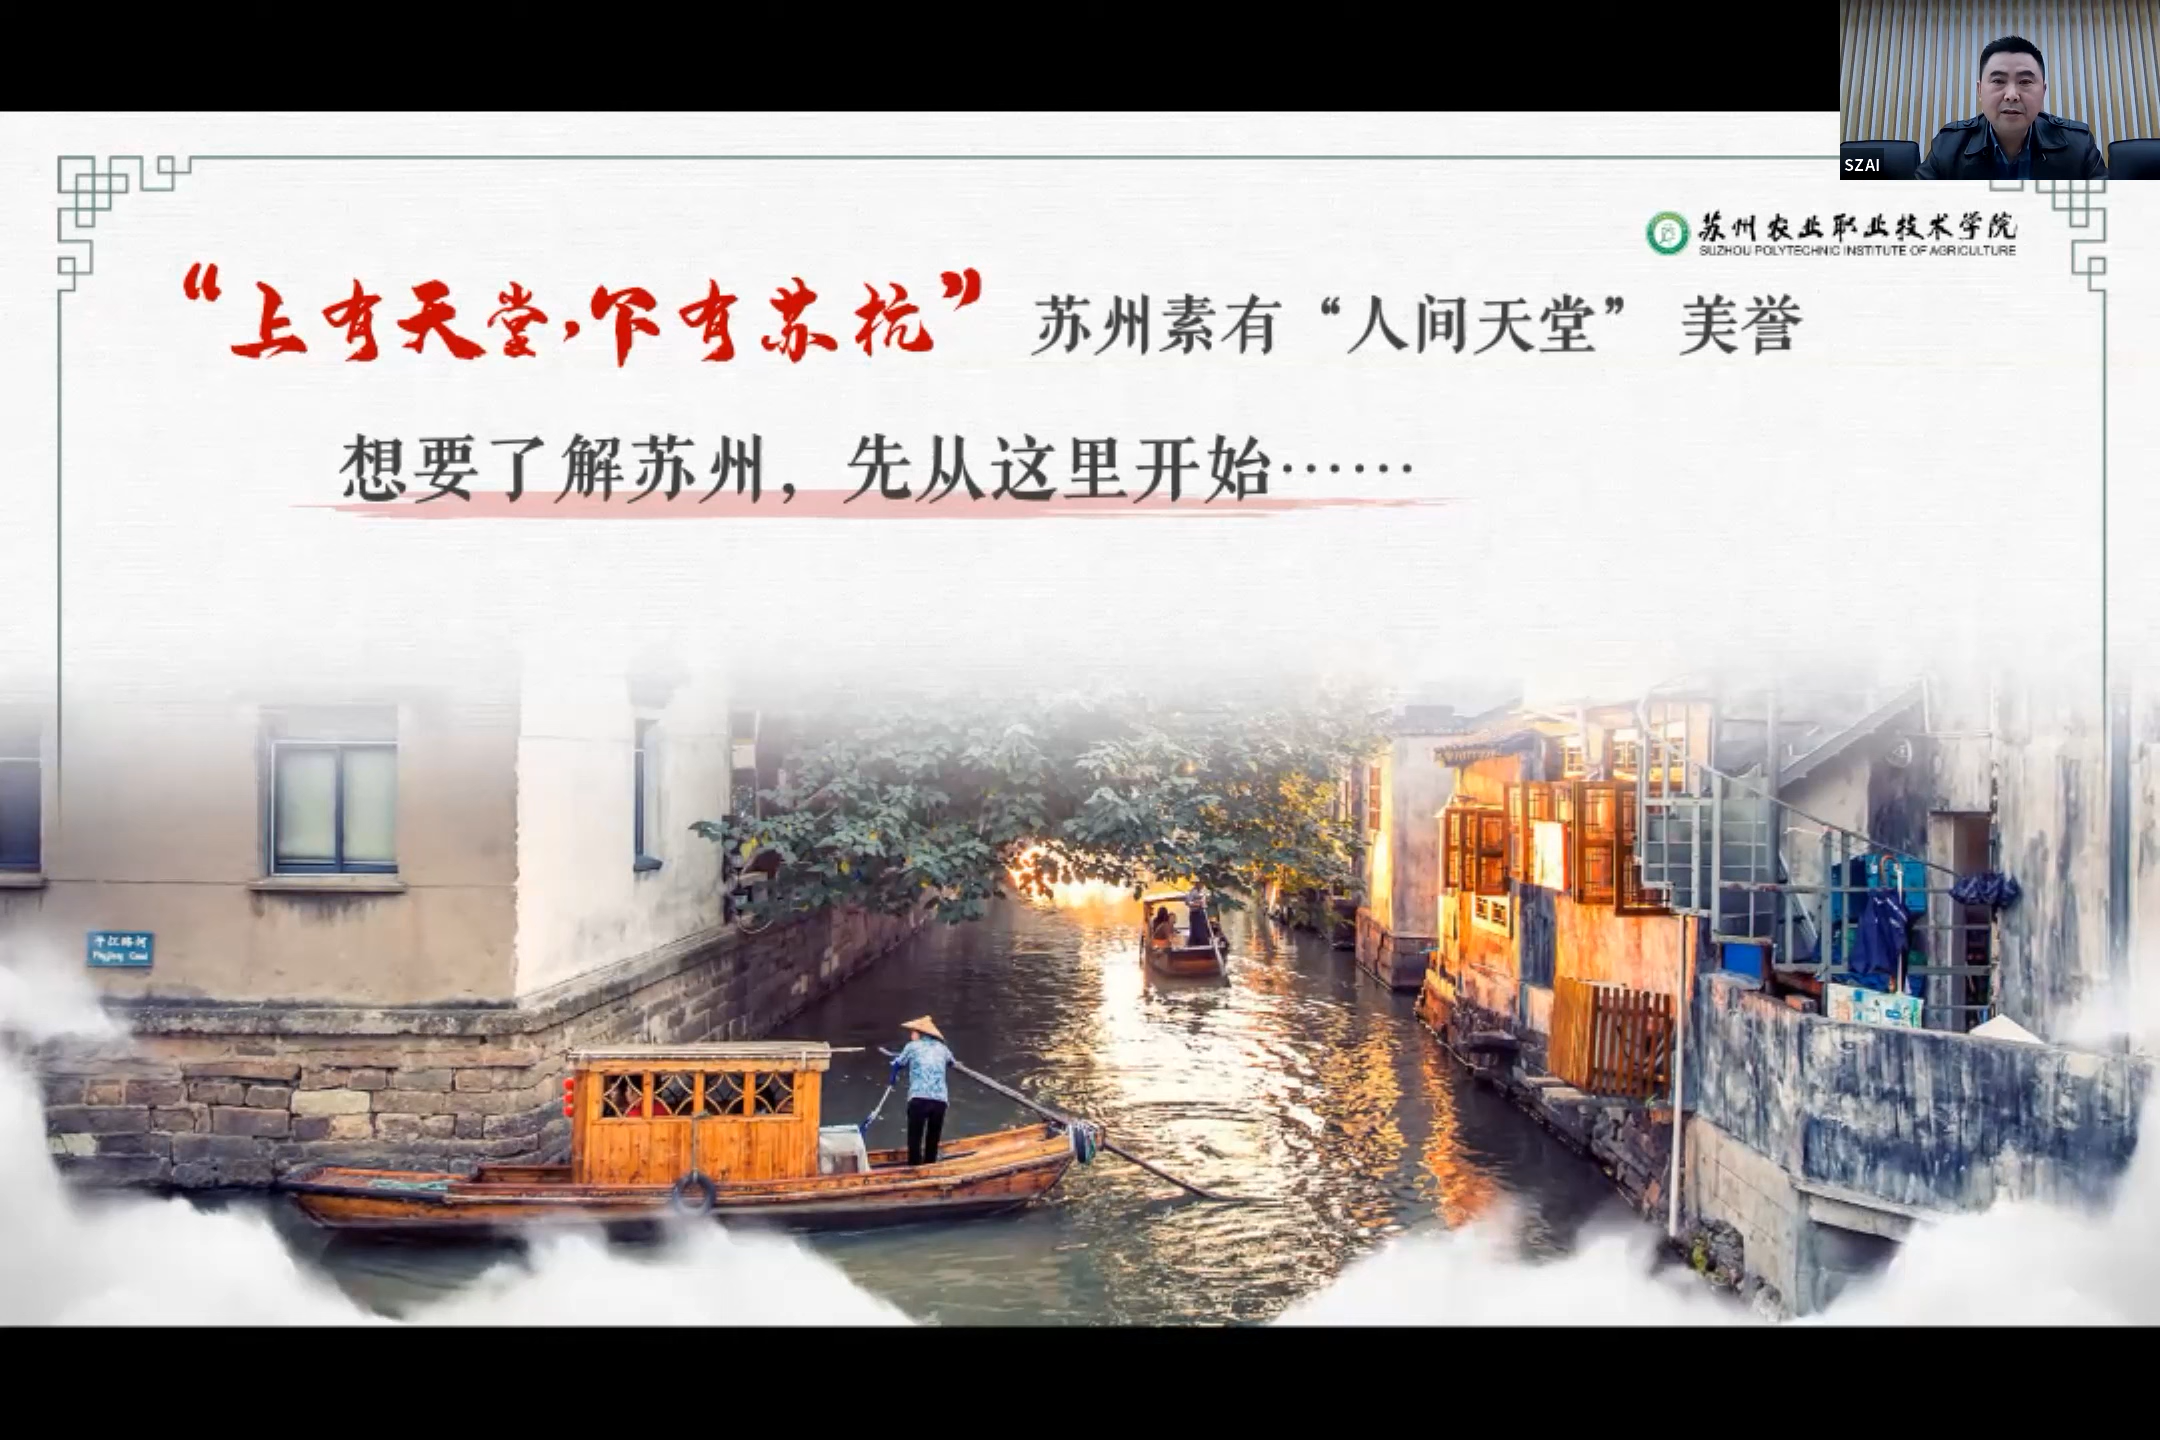 SZAI
苏州农业职业技术学院
SUZHOU POLYTECHNIC INSTITUTE OF AGRICULTURE
“上有天堂,下有苏杭” 苏州素有“人间天堂” 美誉
想要了解苏州，先从这里开始……
平江路河